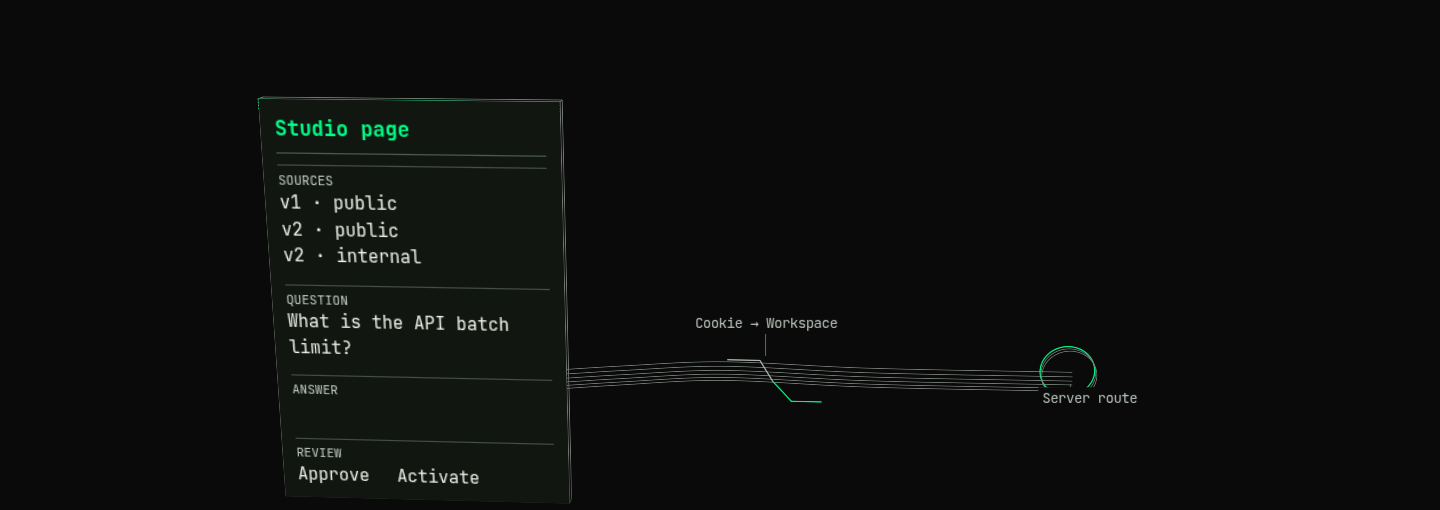 Studio page
SOURCES
v1 · public
v2 · public
v2 · internal
QUESTION
What is the API batch
limit?
ANSWER
REVIEW
Approve Activate
Cookie → Workspace
Server route